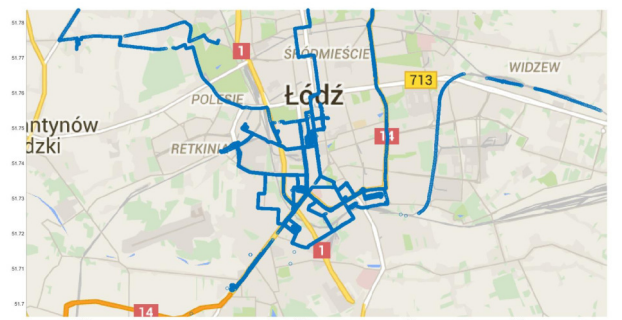 51.78
1
ŚRÓDMIEŚCIE
51.77
WIDZEW
713
51.76
POLESIE
Łódź
51.75
ntynów
14
dzki
RETKINIA
51.74
51.73
51.72
1
51.71
51.7
14